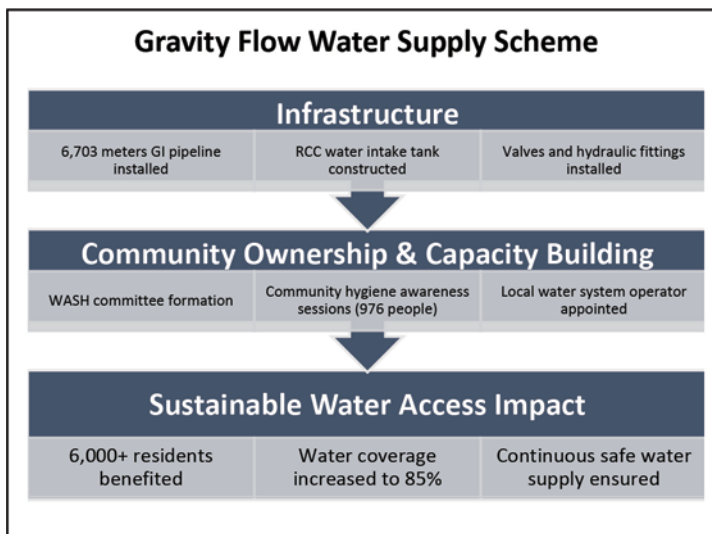 Gravity Flow Water Supply Scheme
Infrastructure
6,703 meters GI pipeline
installed
RCC water intake tank
constructed
Valves and hydraulic fittings
installed
Community Ownership & Capacity Building
WASH committee formation
Community hygiene awareness
sessions (976 people)
Local water system operator
appointed
Sustainable Water Access Impact
6,000+ residents
benefited
Water coverage
increased to 85%
Continuous safe water
supply ensured